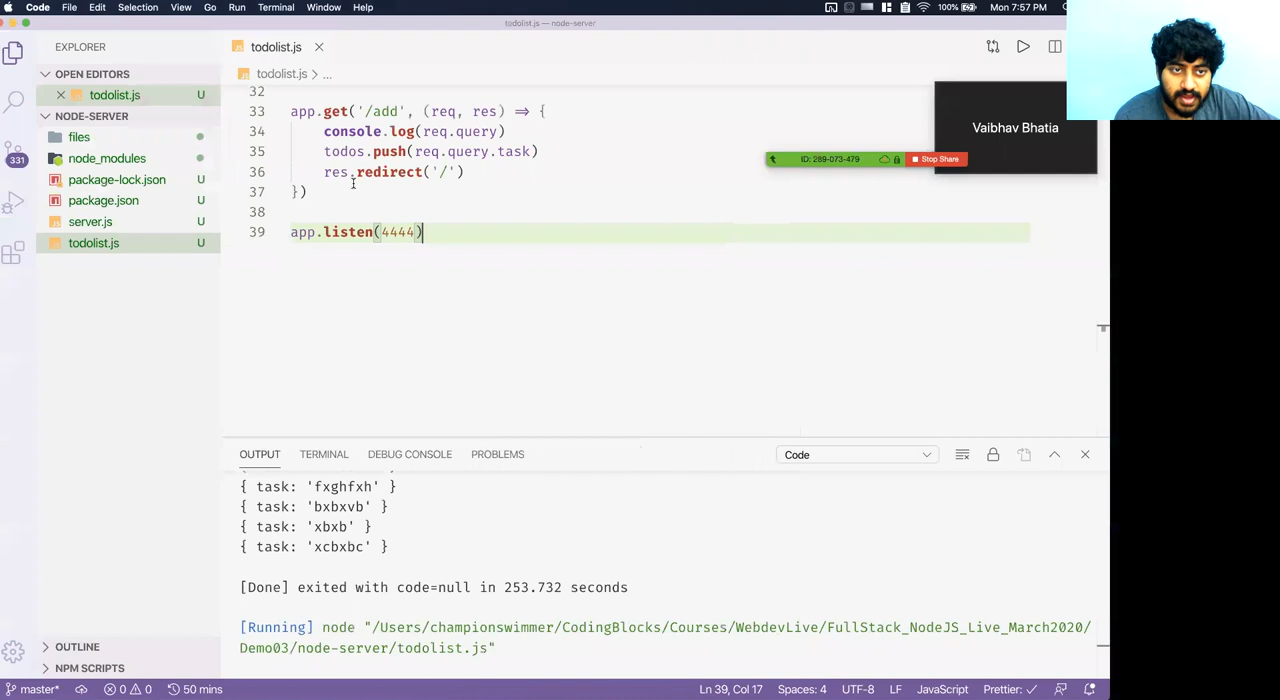 Code File Edit Selection View Go Run Terminal Window Help 100% Mon 7:57 PM
todolist.js — node-server
EXPLORER
OPEN EDITORS
todolist.js U
NODE-SERVER
files
node_modules
package-lock.json U
package.json U
server.js U
todolist.js U
331
OUTLINE
NPM SCRIPTS
todolist.js
todolist.js > ...
32
33 app.get('/add', (req, res) => {
34 console.log(req.query)
35 todos.push(req.query.task)
36 res.redirect('/')
37 })
38
39 app.listen(4444)
Vaibhav Bhatia
ID: 289-073-479 Stop Share
OUTPUT TERMINAL DEBUG CONSOLE PROBLEMS Code
{ task: 'fxghfxh' }
{ task: 'bxbxvb' }
{ task: 'xbxb' }
{ task: 'xcbxbc' }
[Done] exited with code=null in 253.732 seconds
[Running] node "/Users/championswimmer/CodingBlocks/Courses/WebdevLive/FullStack_NodeJS_Live_March2020/
Demo03/node-server/todolist.js"
master* 0 0 50 mins Ln 39, Col 17 Spaces: 4 UTF-8 LF JavaScript Prettier: ✓